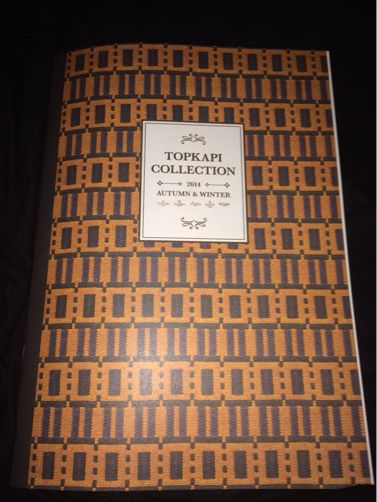 TOPKAPI
COLLECTION
2014
AUTUMN & WINTER